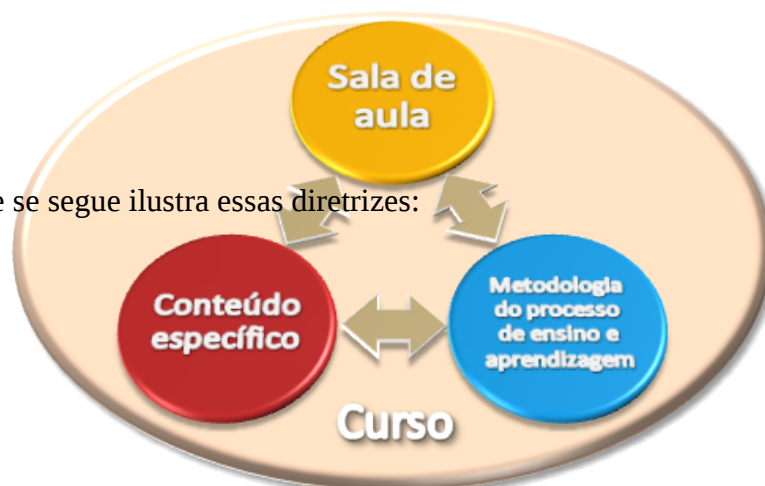 Sala de
aula
e se segue ilustra essas diretrizes:
Conteúdo
específico
Metodologia
do processo
de ensino e
aprendizagem
Curso